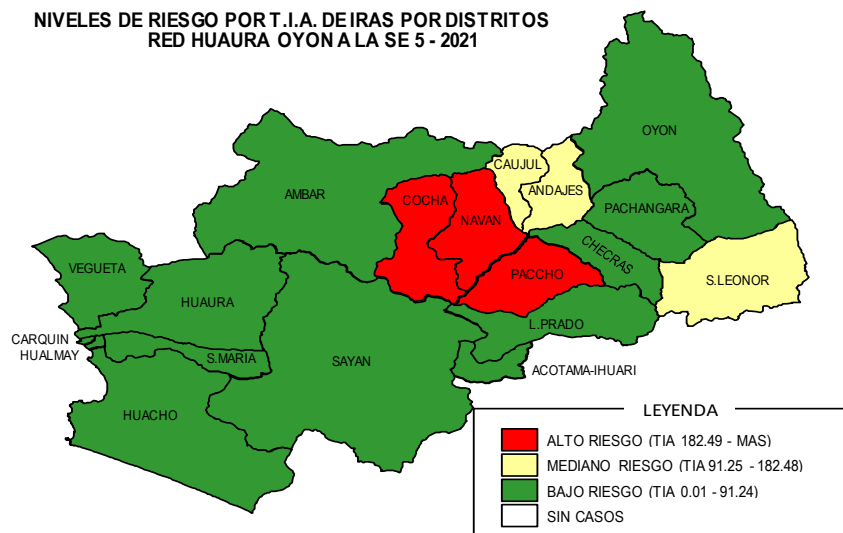 NIVELES DE RIESGO POR T.I.A. DE IRAS POR DISTRITOS
RED HUAURA OYON A LA SE 5 - 2021
OYON
CAUJUL
ANDAJES
AMBAR
COCHA
NAVAN
PACHANGARA
CHECRAS
VEGUETA
PACCHO
S.LEONOR
HUAURA
L.PRADO
CARQUIN
HUALMAY
S.MARIA
SAYAN
ACOTAMA-IHUARI
HUACHO
LEYENDA
ALTO RIESGO (TIA 182.49 - MAS)
MEDIANO RIESGO (TIA 91.25 - 182.48)
BAJO RIESGO (TIA 0.01 - 91.24)
SIN CASOS